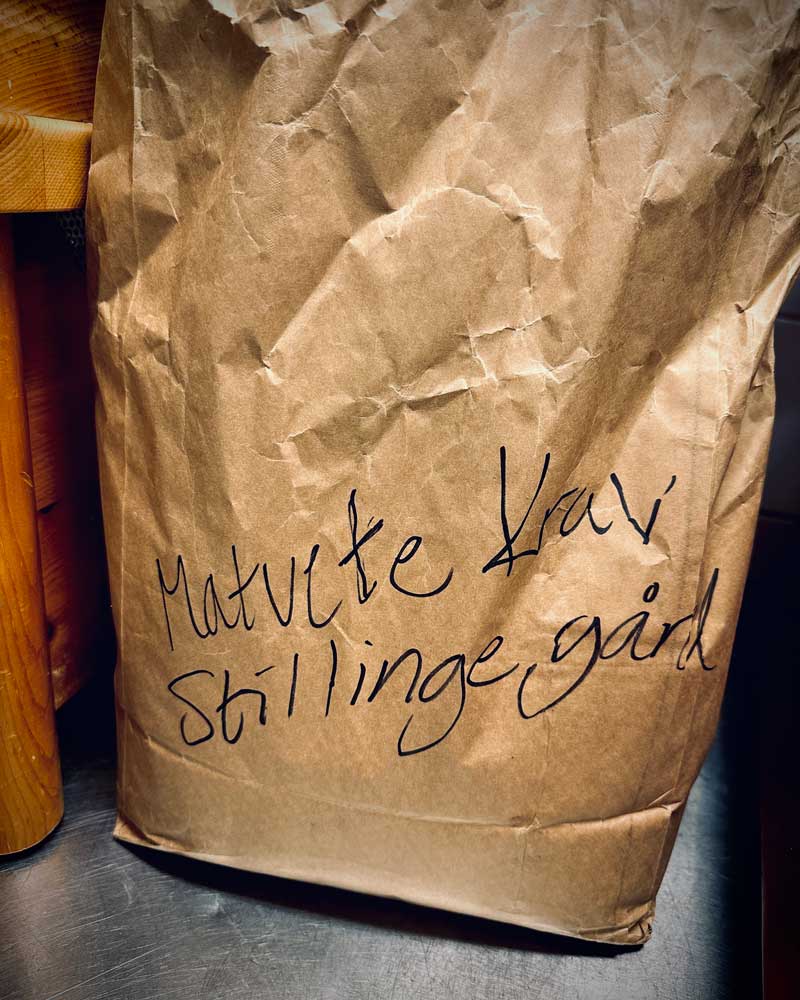 Matvete Krav
Stillinge gård